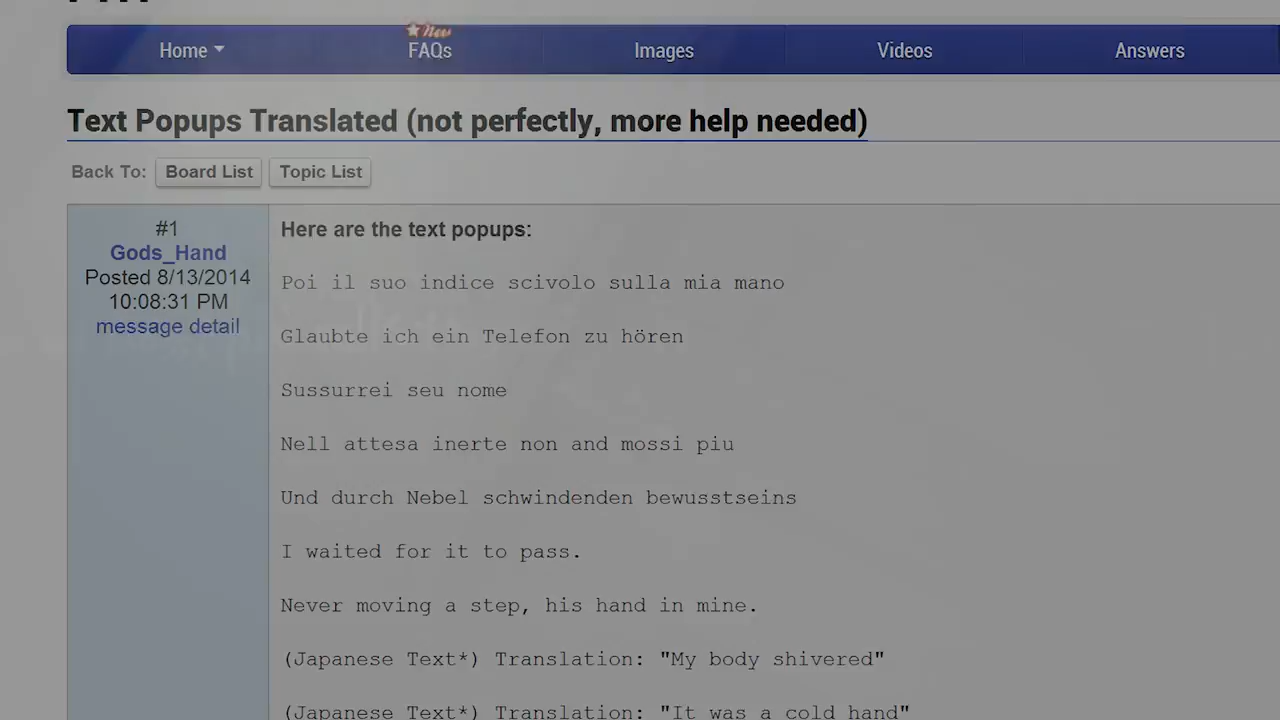 Home
New
FAQs
Images
Videos
Answers
Text Popups Translated (not perfectly, more help needed)
Back To: Board List Topic List
#1
Gods_Hand
Posted 8/13/2014
10:08:31 PM
message detail
Here are the text popups:
Poi il suo indice scivolo sulla mia mano
Glaubte ich ein Telefon zu hören
Sussurrei seu nome
Nell attesa inerte non and mossi piu
Und durch Nebel schwindenden bewusstseins
I waited for it to pass.
Never moving a step, his hand in mine.
(Japanese Text*) Translation: "My body shivered"
(Japanese Text*) Translation: "It was a cold hand"